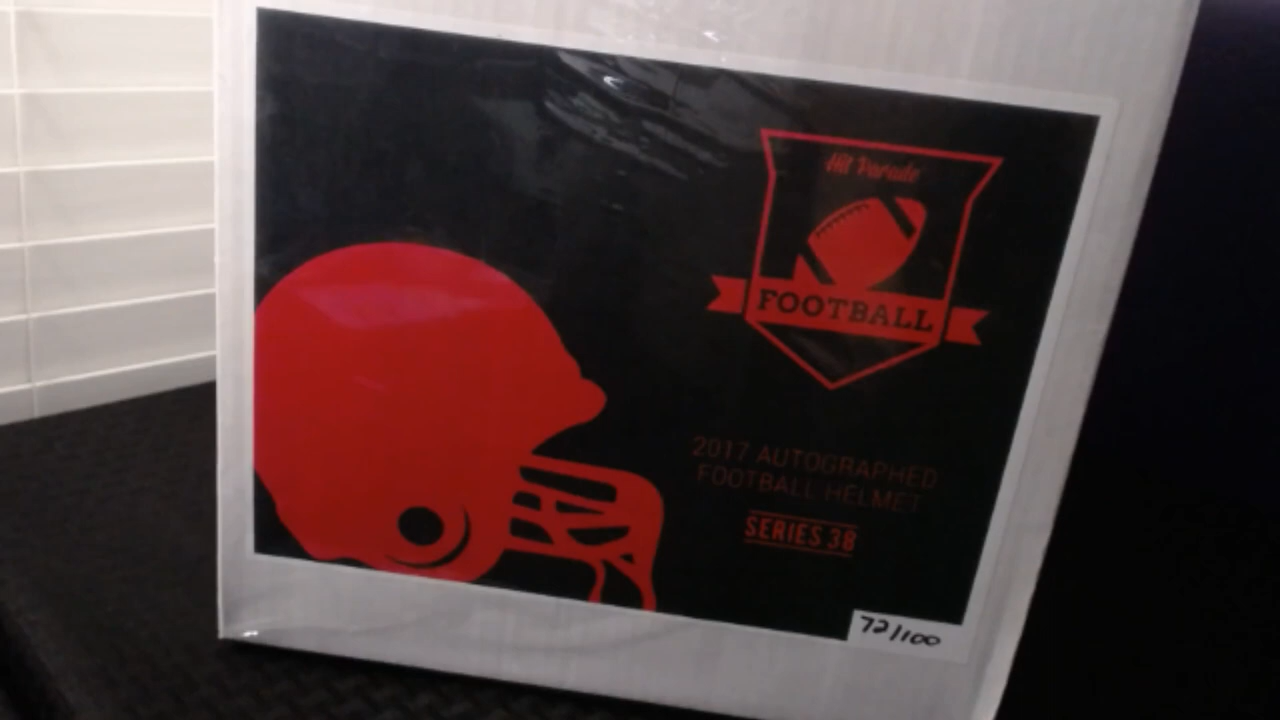 Hit Parade
FOOTBALL
2017 AUTOGRAPHED
FOOTBALL HELMET
SERIES 38
72/100